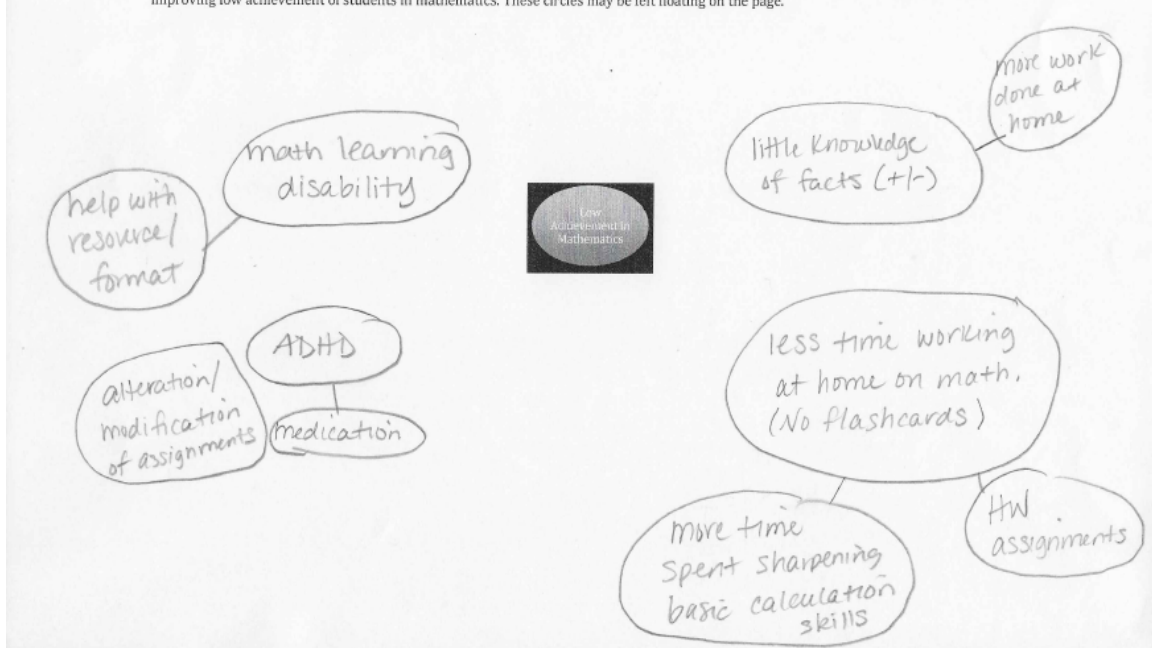 improving low achievement of students in mathematics. These circles may be left floating on the page.
more work
done at
home
little knowledge
of facts (+/-)
math learning
disability
help with
resource/
format
Low
Achievement in
Mathematics
ADHD
medication
alteration/
modification
of assignments
less time working
at home on math.
(No flashcards)
more time
spent sharpening
basic calculation
skills
HW
assignments